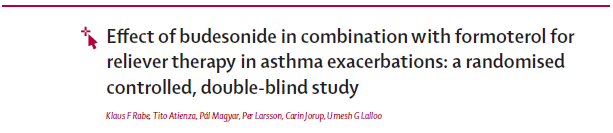 Effect of budesonide in combination with formoterol for
reliever therapy in asthma exacerbations: a randomised
controlled, double-blind study
Klaus F Rabe, Tito Atienza, Pál Magyar, Per Larsson, Carin Jorup, Umesh G Lalloo